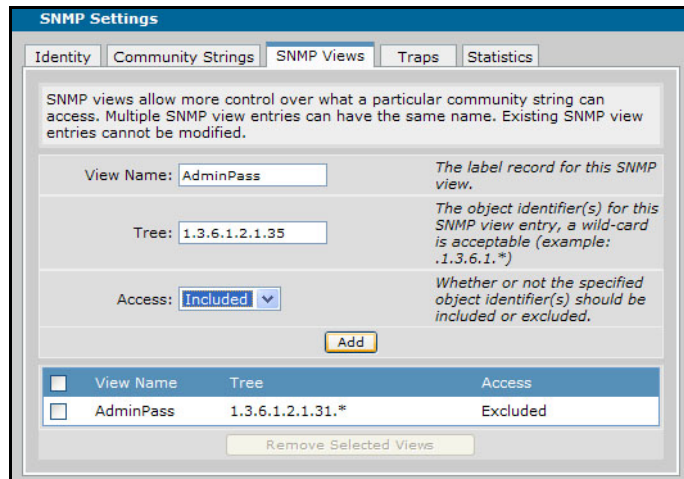 SNMP Settings
Identity Community Strings SNMP Views Traps Statistics
SNMP views allow more control over what a particular community string can
access. Multiple SNMP view entries can have the same name. Existing SNMP view
entries cannot be modified.
View Name: AdminPass
The label record for this SNMP
view.
Tree: 1.3.6.1.2.1.35
The object identifier(s) for this
SNMP view entry, a wild-card
is acceptable (example:
.1.3.6.1.*)
Access: Included
Whether or not the specified
object identifier(s) should be
included or excluded.
Add
View Name Tree Access
AdminPass 1.3.6.1.2.1.31.* Excluded
Remove Selected Views